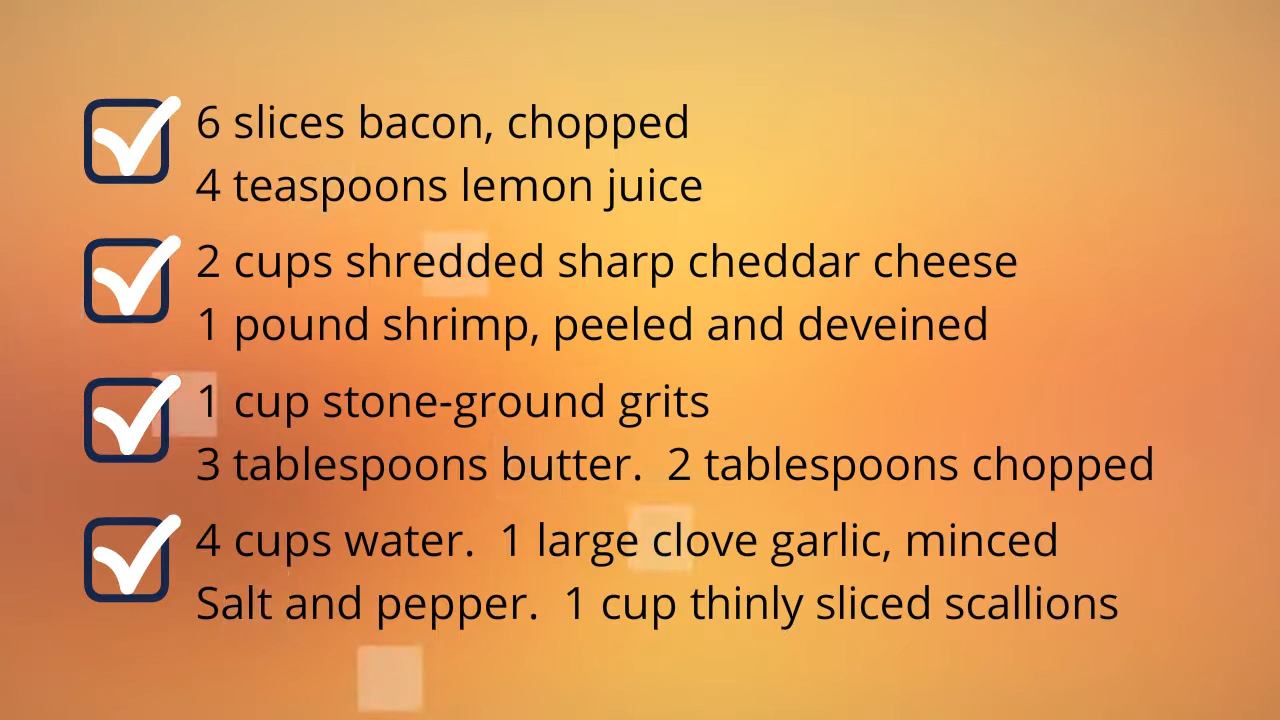 6 slices bacon, chopped
4 teaspoons lemon juice
2 cups shredded sharp cheddar cheese
1 pound shrimp, peeled and deveined
1 cup stone-ground grits
3 tablespoons butter.  2 tablespoons chopped
4 cups water.  1 large clove garlic, minced
Salt and pepper.  1 cup thinly sliced scallions